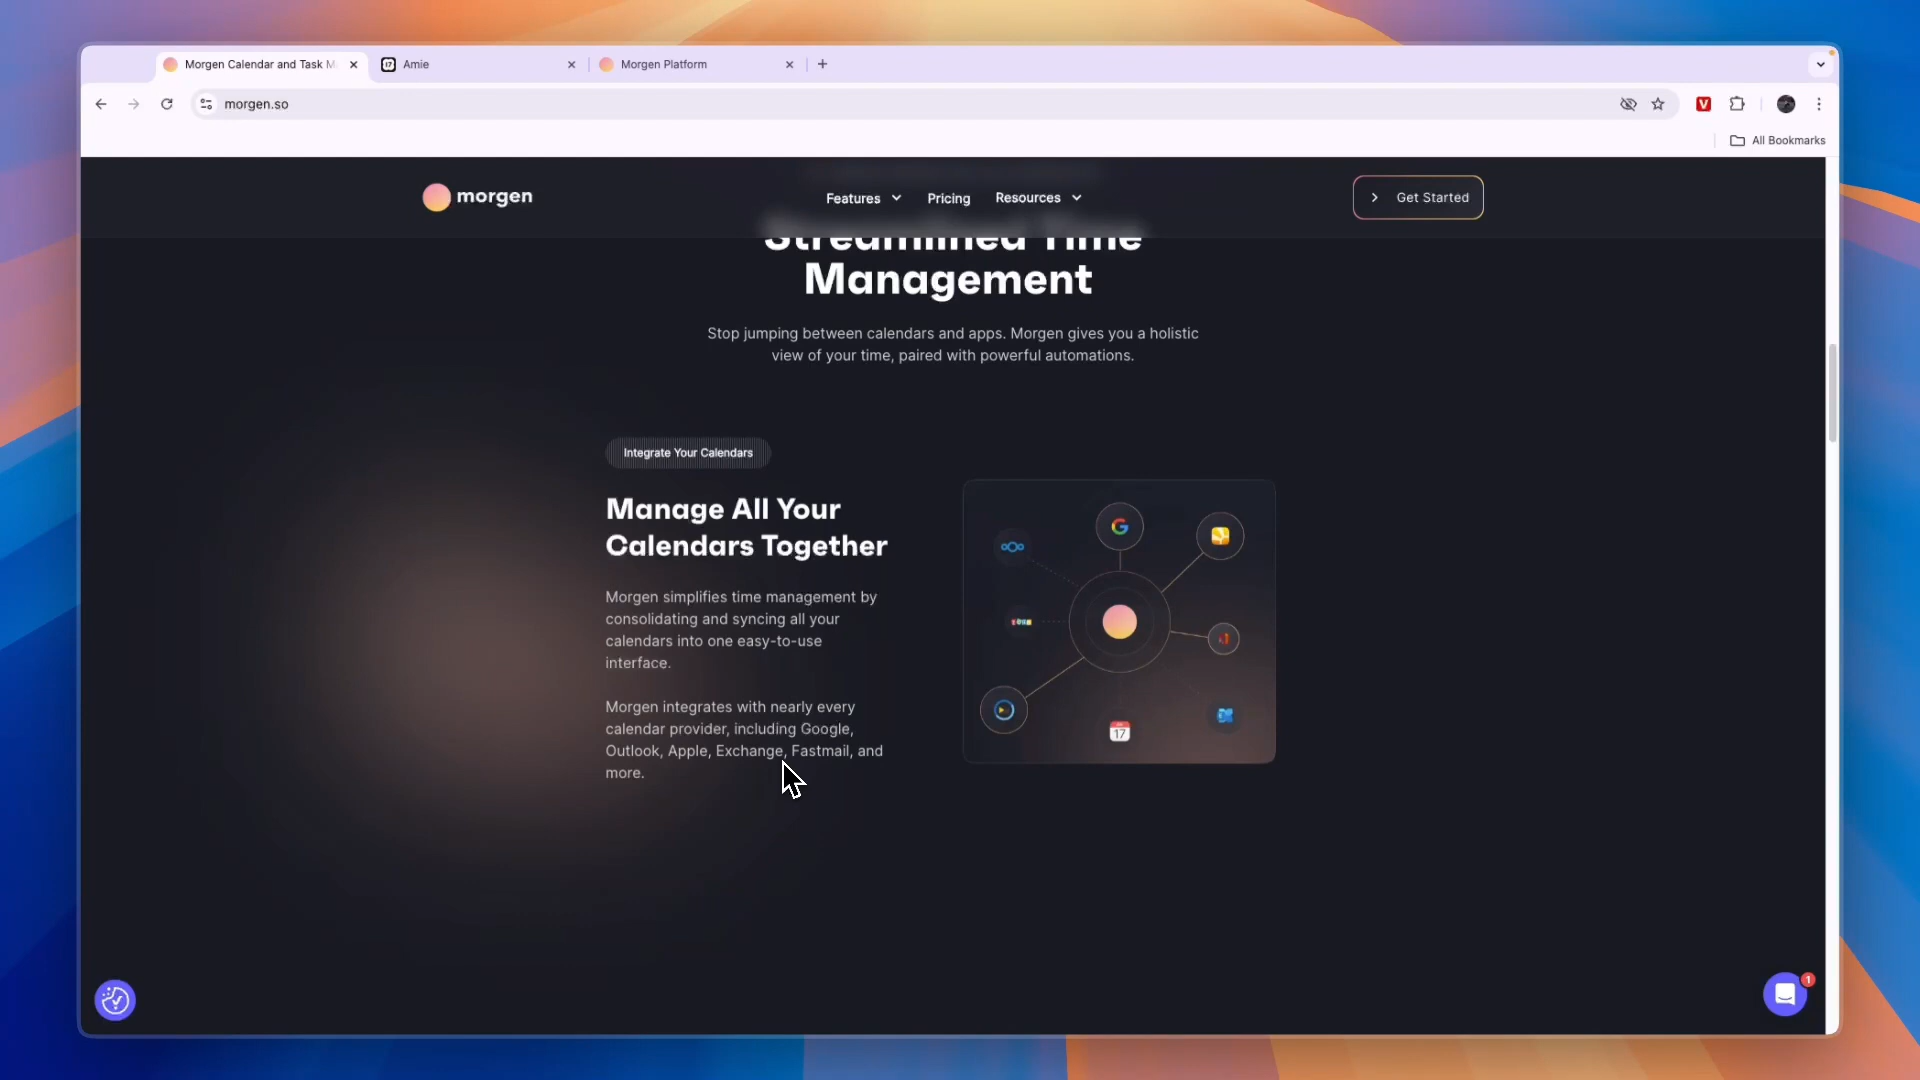 Morgen Calendar and Task M
Amie
Morgen Platform
morgen.so
All Bookmarks
morgen
Features
Pricing
Resources
Get Started
Streamlined Time
Management
Stop jumping between calendars and apps. Morgen gives you a holistic
view of your time, paired with powerful automations.
Integrate Your Calendars
Manage All Your
Calendars Together
Morgen simplifies time management by
consolidating and syncing all your
calendars into one easy-to-use
interface.
Morgen integrates with nearly every
calendar provider, including Google,
Outlook, Apple, Exchange, Fastmail, and
more.
17
1